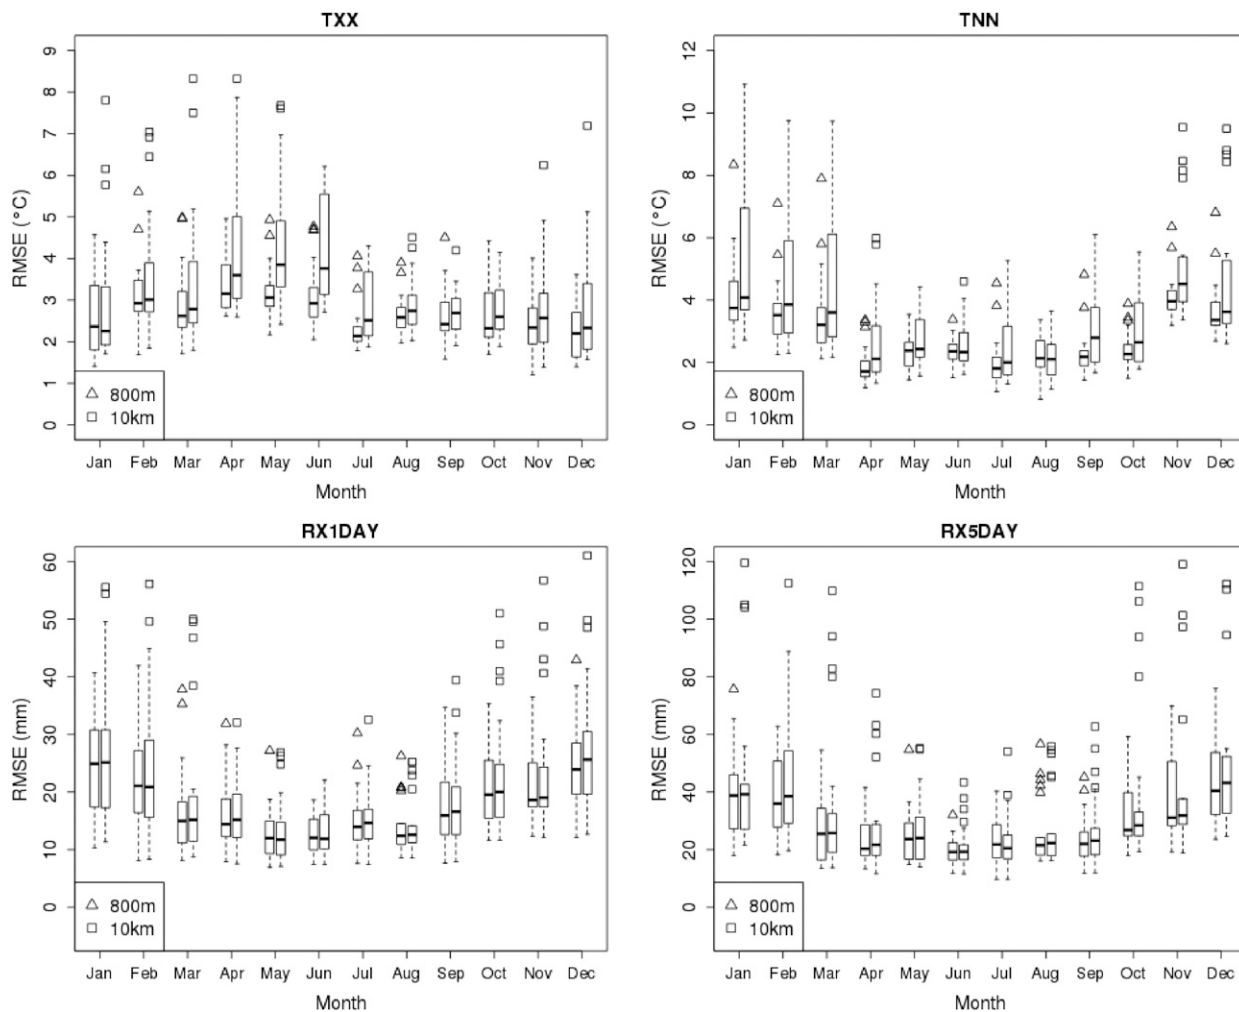 TXX
9
8
7
6
5
4
3
2
1
0
RMSE (°C)
800m
10km
Jan Feb Mar Apr May Jun Jul Aug Sep Oct Nov Dec
Month
TNN
12
10
8
6
4
2
0
RMSE (°C)
800m
10km
Jan Feb Mar Apr May Jun Jul Aug Sep Oct Nov Dec
Month
RX1DAY
60
50
40
30
20
10
0
RMSE (mm)
800m
10km
Jan Feb Mar Apr May Jun Jul Aug Sep Oct Nov Dec
Month
RX5DAY
120
100
80
60
40
20
0
RMSE (mm)
800m
10km
Jan Feb Mar Apr May Jun Jul Aug Sep Oct Nov Dec
Month